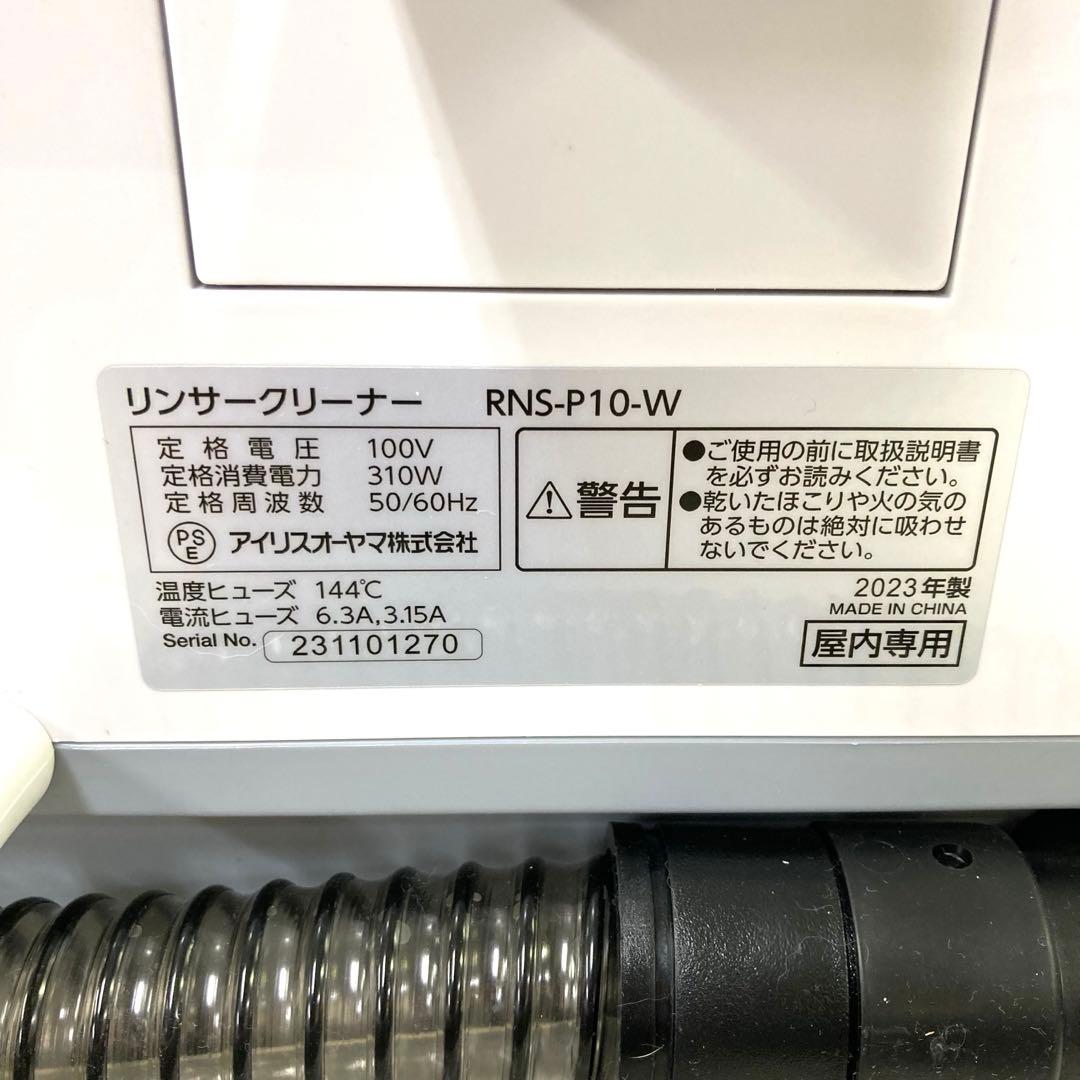 リンサークリーナー RNS-P10-W
定格電圧 100V
定格消費電力 310W
定格周波数 50/60Hz
PSE アイリスオーヤマ株式会社
警告
●ご使用の前に取扱説明書
を必ずお読みください。
●乾いたほこりや火の気の
あるものは絶対に吸わせ
ないでください。
温度ヒューズ 144℃
電流ヒューズ 6.3A,3.15A
Serial No. 231101270
2023年製
MADE IN CHINA
屋内専用